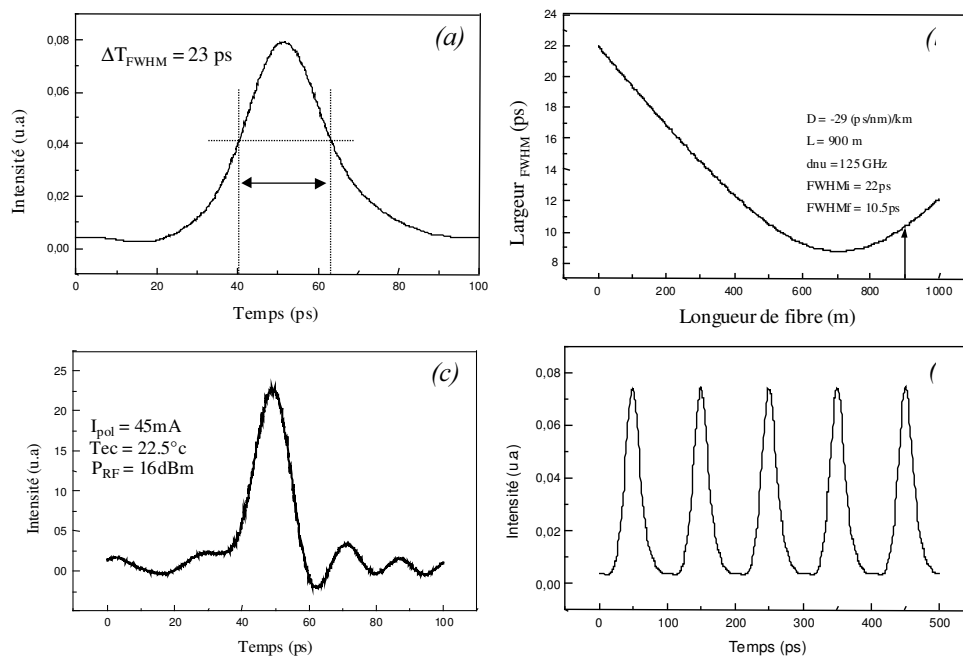 (a)
ΔT_FWHM = 23 ps
0,08
0,06
0,04
0,02
0,00
0 20 40 60 80 100
Intensité (u.a)
Temps (ps)
24
22
20
18
16
14
12
10
8
D = -29 (ps/nm)/km
L = 900 m
dnu = 125 GHz
FWHMi = 22ps
FWHMf = 10.5ps
0 200 400 600 800 1000
Largeur FWHM (ps)
Longueur de fibre (m)
(c)
I_pol = 45mA
Tec = 22.5°c
P_RF = 16dBm
25
20
15
10
05
00
0 20 40 60 80 100
Intensité (u.a)
Temps (ps)
0,08
0,06
0,04
0,02
0,00
0 100 200 300 400 500
Intensité (u.a)
Temps (ps)